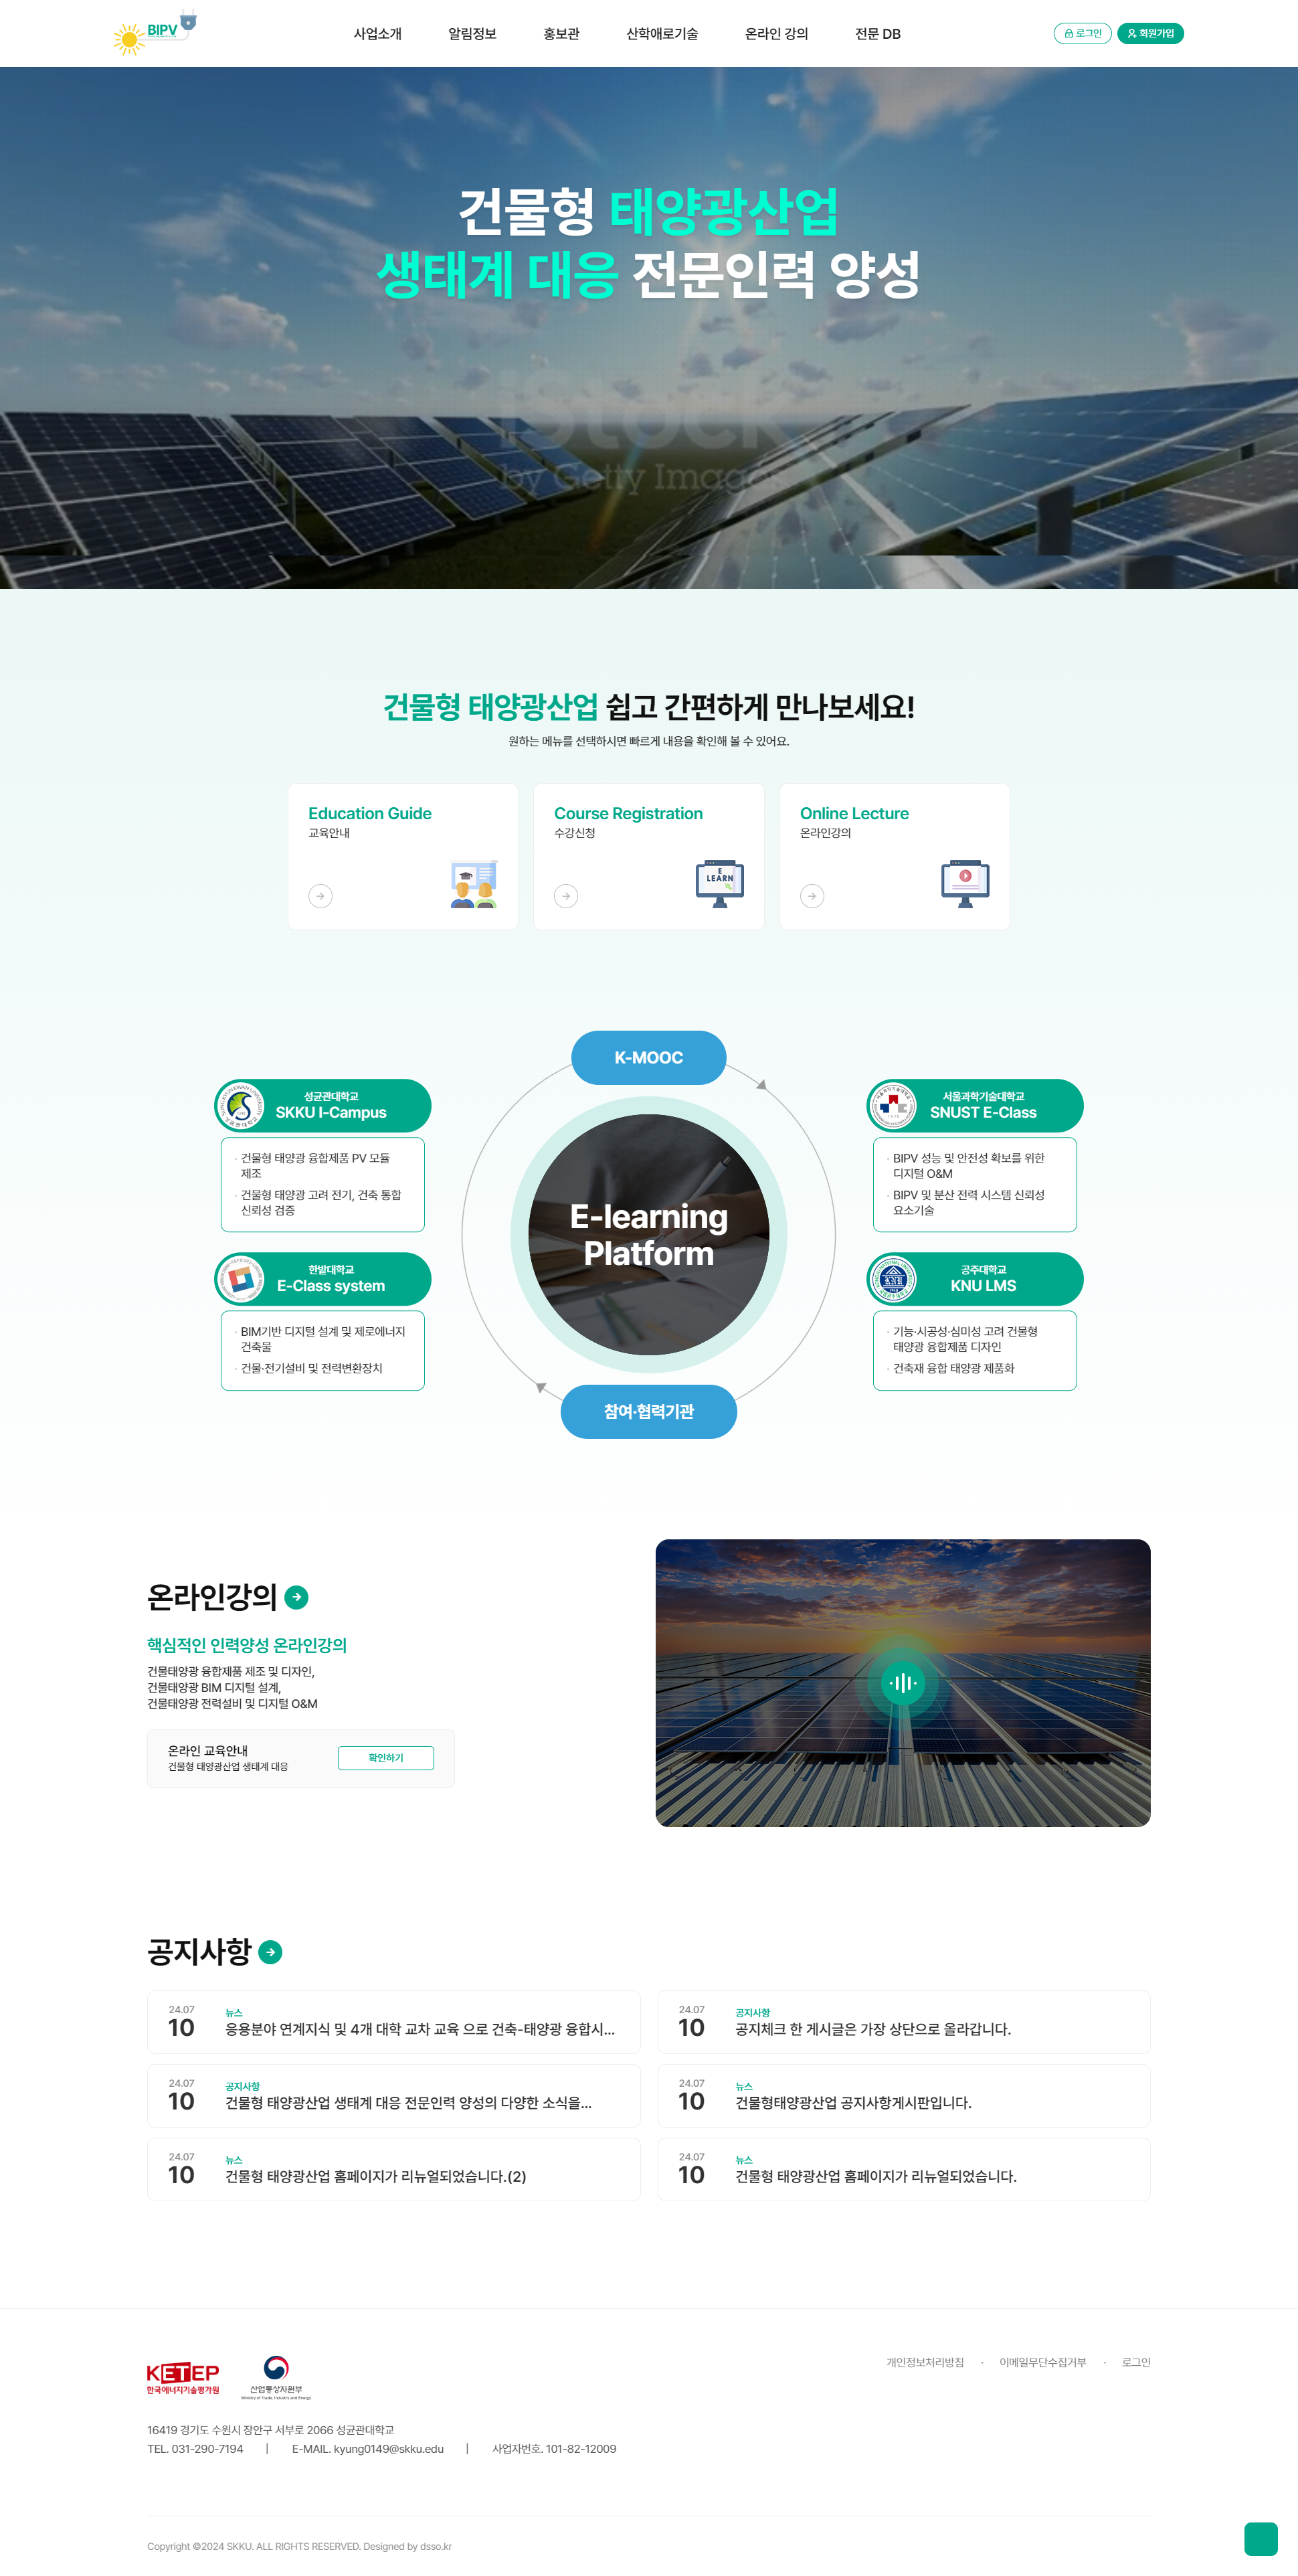 BIPV
사업소개
알림정보
홍보관
산학애로기술
온라인 강의
전문 DB
로그인
회원가입
건물형 태양광산업
생태계 대응 전문인력 양성
iStock
by Getty Images
건물형 태양광산업 쉽고 간편하게 만나보세요!
원하는 메뉴를 선택하시면 빠르게 내용을 확인해 볼 수 있어요.
Education Guide
교육안내
Course Registration
수강신청
E
LEARN
Online Lecture
온라인강의
K-MOOC
성균관대학교
SKKU I-Campus
· 건물형 태양광 융합제품 PV 모듈
제조
· 건물형 태양광 고려 전기, 건축 통합
신뢰성 검증
한밭대학교
E-Class system
· BIM기반 디지털 설계 및 제로에너지
건축물
· 건물·전기설비 및 전력변환장치
E-learning
Platform
서울과학기술대학교
SNUST E-Class
· BIPV 성능 및 안전성 확보를 위한
디지털 O&M
· BIPV 및 분산 전력 시스템 신뢰성
요소기술
공주대학교
KNU LMS
· 기능·시공성·심미성 고려 건물형
태양광 융합제품 디자인
· 건축재 융합 태양광 제품화
참여·협력기관
온라인강의
핵심적인 인력양성 온라인강의
건물태양광 융합제품 제조 및 디자인,
건물태양광 BIM 디지털 설계,
건물태양광 전력설비 및 디지털 O&M
온라인 교육안내
건물형 태양광산업 생태계 대응
확인하기
공지사항
24.07
10
뉴스
응용분야 연계지식 및 4개 대학 교차 교육 으로 건축-태양광 융합시...
24.07
10
공지사항
공지체크 한 게시글은 가장 상단으로 올라갑니다.
24.07
10
공지사항
건물형 태양광산업 생태계 대응 전문인력 양성의 다양한 소식을...
24.07
10
뉴스
건물형태양광산업 공지사항게시판입니다.
24.07
10
뉴스
건물형 태양광산업 홈페이지가 리뉴얼되었습니다.(2)
24.07
10
뉴스
건물형 태양광산업 홈페이지가 리뉴얼되었습니다.
KETEP
한국에너지기술평가원
산업통상자원부
Ministry of Trade, Industry and Energy
개인정보처리방침 · 이메일무단수집거부 · 로그인
16419 경기도 수원시 장안구 서부로 2066 성균관대학교
TEL. 031-290-7194 | E-MAIL. kyung0149@skku.edu | 사업자번호. 101-82-12009
Copyright ©2024 SKKU. ALL RIGHTS RESERVED. Designed by dsso.kr